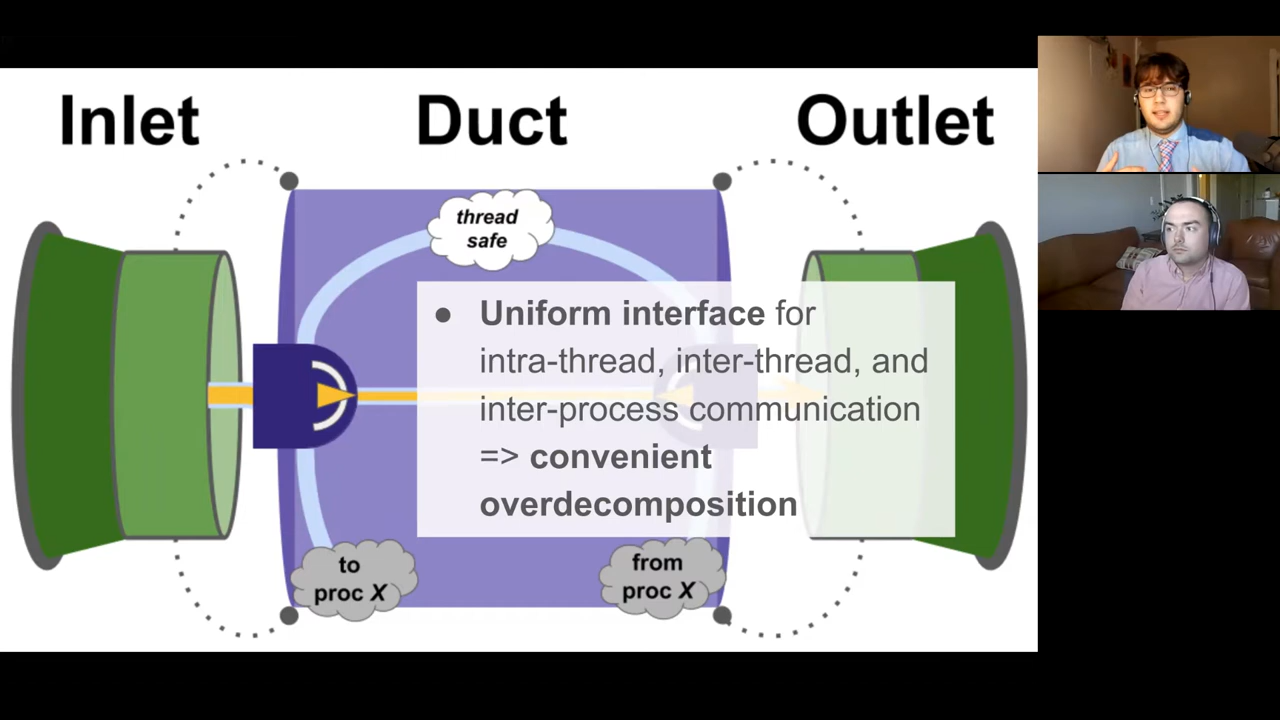 Inlet
Duct
Outlet
thread
safe
● Uniform interface for
intra-thread, inter-thread, and
inter-process communication
=> convenient
overdecomposition
to
proc X
from
proc X